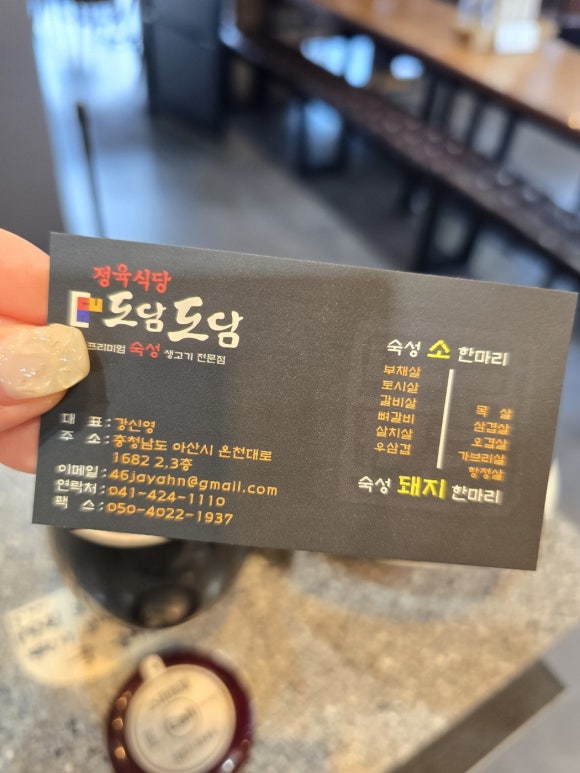 정육식당
도담도담
프리미엄 숙성 생고기 전문점
대 표 : 강신영
주 소 : 충청남도 아산시 온천대로
1682 2.3층
이메일 : 46jayahn@gmail.com
연락처 : 041-424-1110
팩 스 : 050-4022-1937
숙성 소 한마리
부채살
토시살
갈비살
뼈갈비
살치살
우삼겹
목 살
삼겹살
오겹살
가브리살
항정살
숙성 돼지 한마리